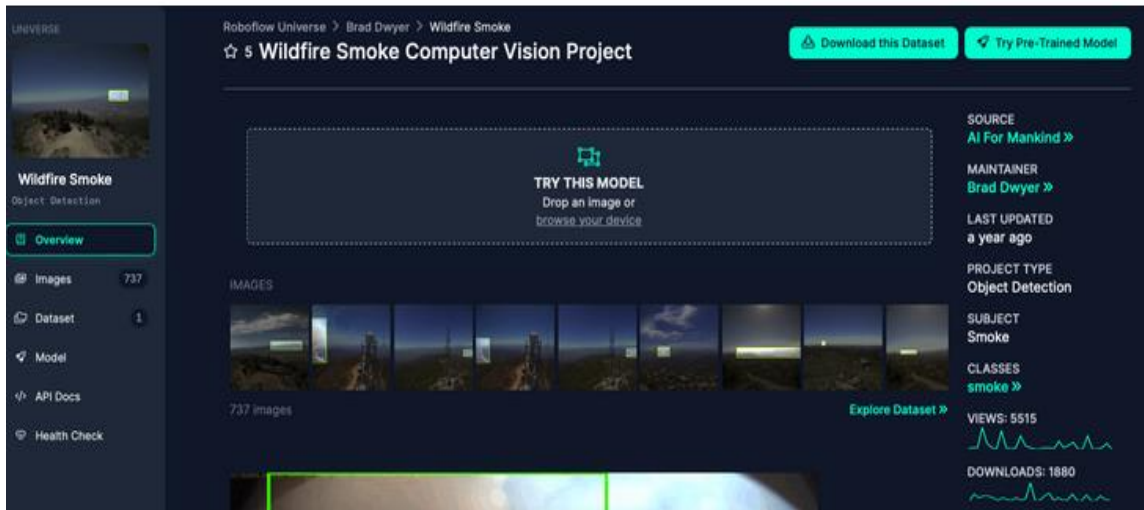 UNIVERSE
Wildfire Smoke
Object Detection
Overview
Images 737
Dataset 1
Model
</> API Docs
Health Check
Roboflow Universe > Brad Dwyer > Wildfire Smoke
5 Wildfire Smoke Computer Vision Project
Download this Dataset
Try Pre-Trained Model
TRY THIS MODEL
Drop an image or
browse your device
IMAGES
737 images
Explore Dataset »
SOURCE
AI For Mankind »
MAINTAINER
Brad Dwyer »
LAST UPDATED
a year ago
PROJECT TYPE
Object Detection
SUBJECT
Smoke
CLASSES
smoke »
VIEWS: 5515
DOWNLOADS: 1880